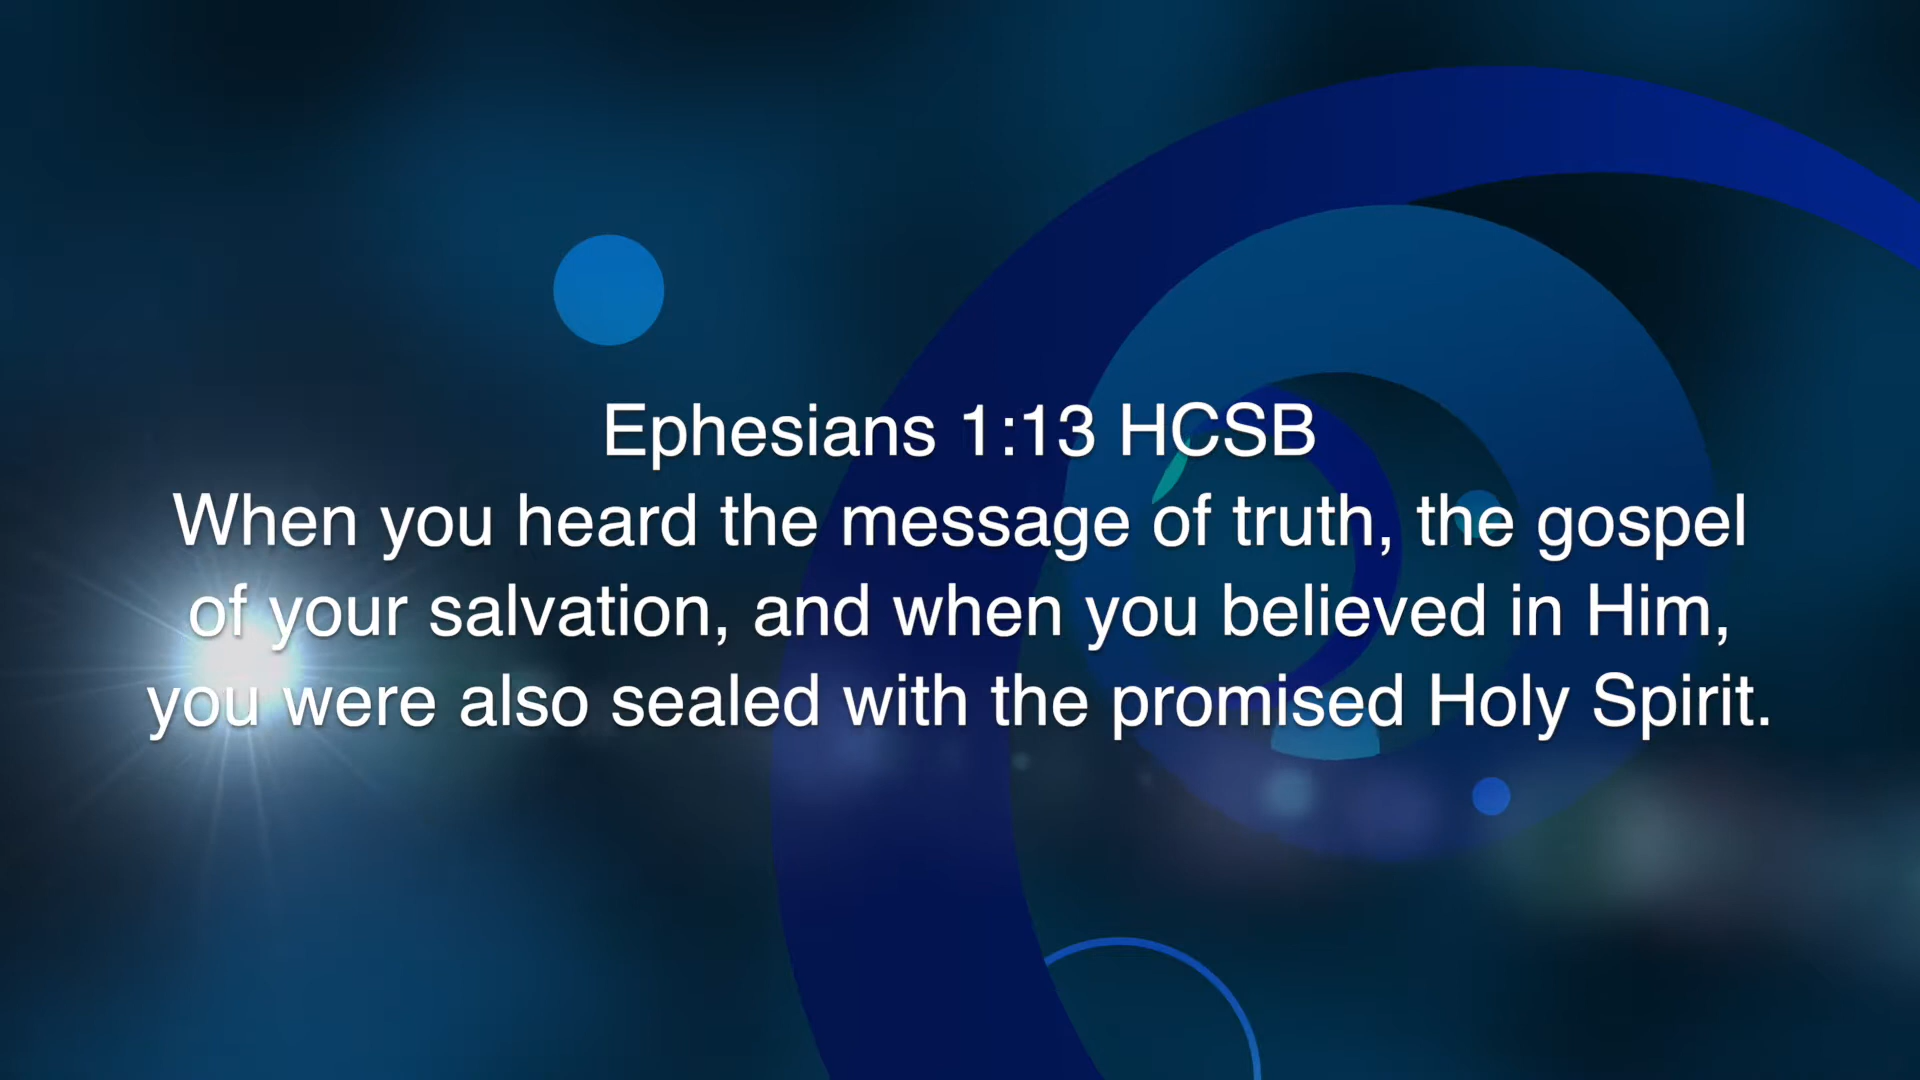 Ephesians 1:13 HCSB
When you heard the message of truth, the gospel
of your salvation, and when you believed in Him,
you were also sealed with the promised Holy Spirit.